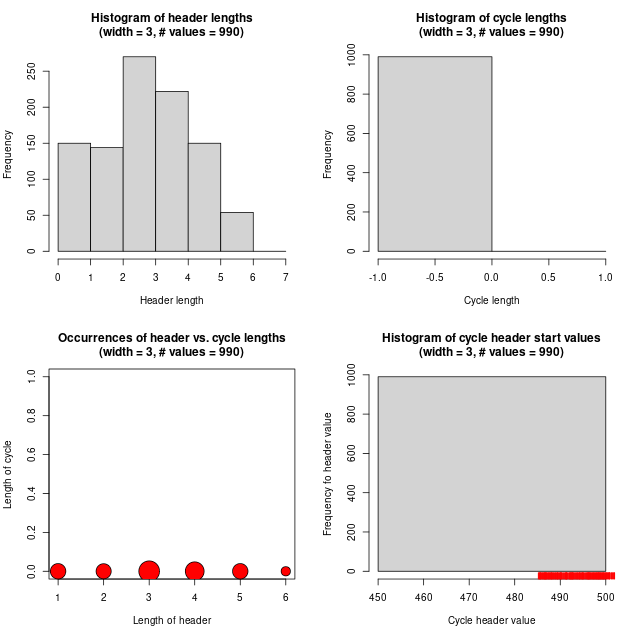 Histogram of header lengths
(width = 3, # values = 990)
Frequency
0 50 100 150 200 250
0 1 2 3 4 5 6 7
Header length
Histogram of cycle lengths
(width = 3, # values = 990)
Frequency
0 200 400 600 800 1000
-1.0 -0.5 0.0 0.5 1.0
Cycle length
Occurrences of header vs. cycle lengths
(width = 3, # values = 990)
Length of cycle
0.0 0.2 0.4 0.6 0.8 1.0
1 2 3 4 5 6
Length of header
Histogram of cycle header start values
(width = 3, # values = 990)
Frequency fo header value
0 200 400 600 800 1000
450 460 470 480 490 500
Cycle header value